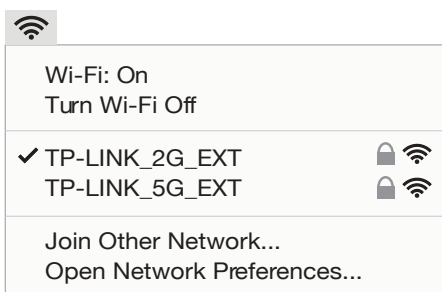 Wi-Fi: On
Turn Wi-Fi Off
TP-LINK_2G_EXT
TP-LINK_5G_EXT
Join Other Network...
Open Network Preferences...